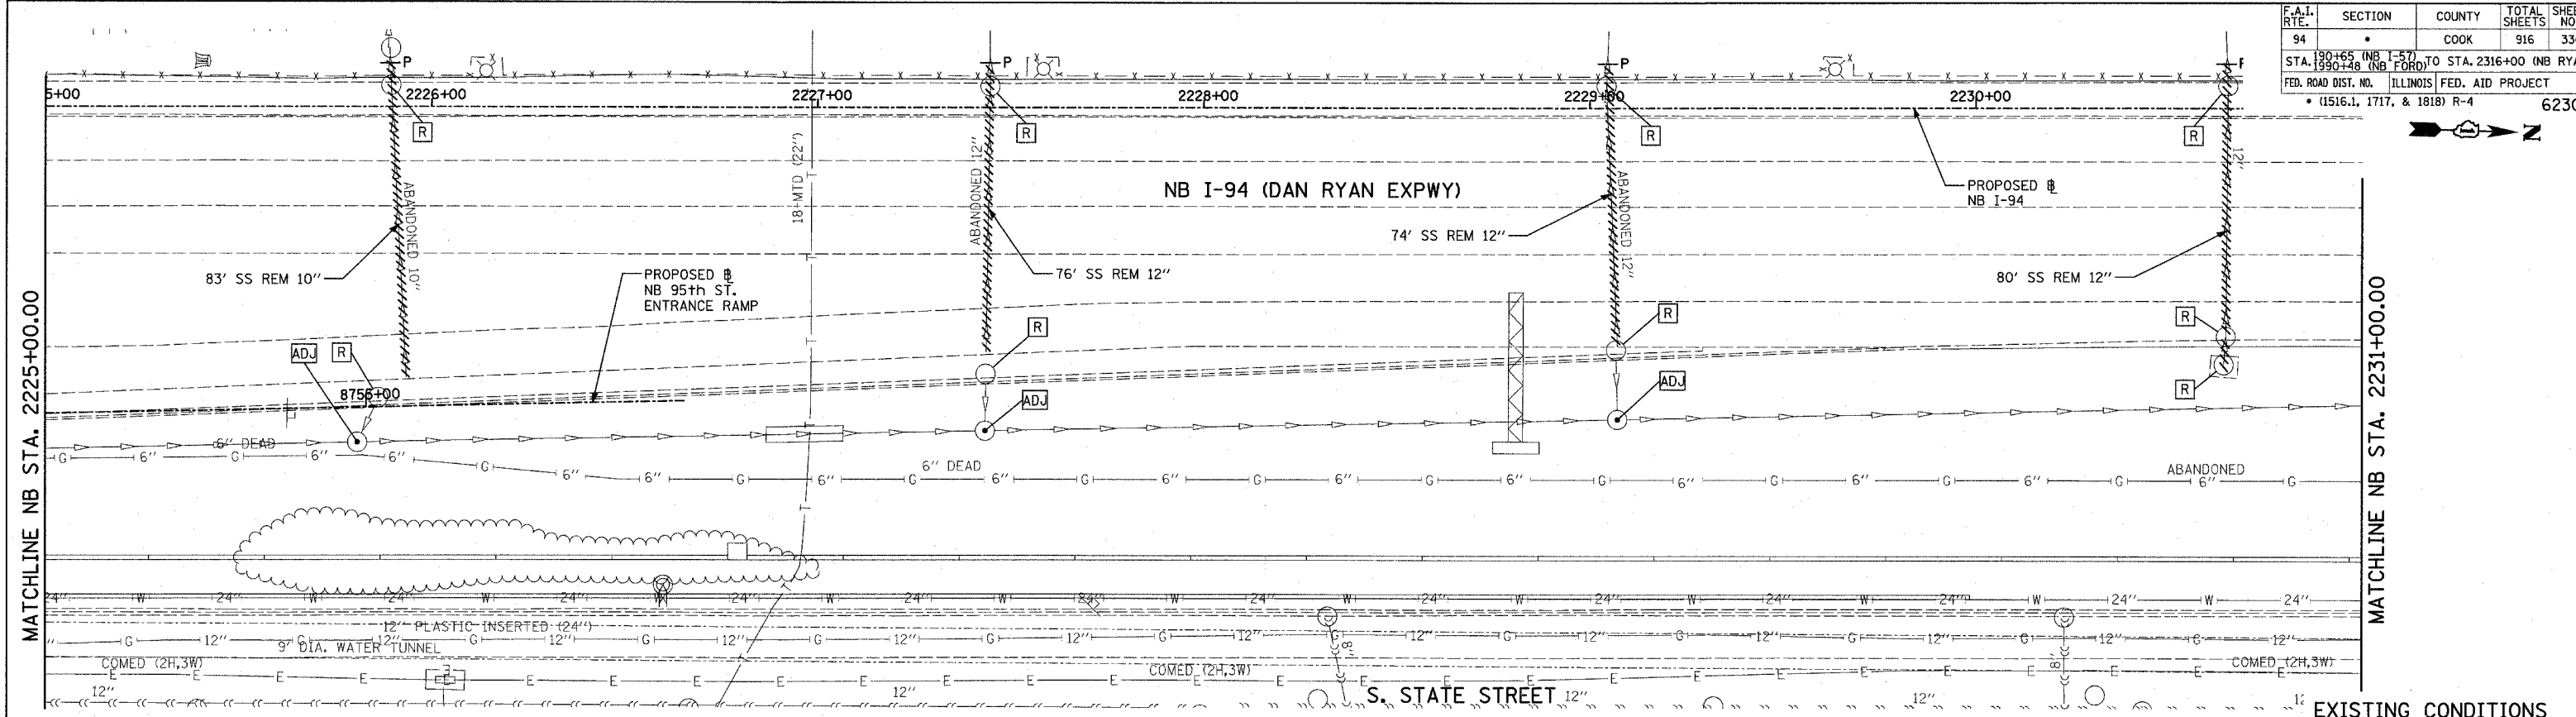 F.A.I. RTE. SECTION COUNTY TOTAL SHEETS
94 • COOK 916
STA. 190+65 (NB I-57) TO STA. 2316+00 (NB
1990+48 (NB FORD)
FED. ROAD DIST. NO. ILLINOIS FED. AID PROJECT
• (1516.1, 1717, & 1818) R-4
N
P P P
5+00 2226+00 2227+00 2228+00 2229+00 2230+00
R R R R
ABANDONED 10"
18-MTD (22")
ABANDONED 12"
ABANDONED 12"
12"
NB I-94 (DAN RYAN EXPWY)
PROPOSED B
NB I-94
83' SS REM 10"
PROPOSED B
NB 95th ST.
ENTRANCE RAMP
76' SS REM 12"
74' SS REM 12"
80' SS REM 12"
MATCHLINE NB STA. 2225+00.00
MATCHLINE NB STA. 2231+00.00
ADJ R R R R
8755+00
ADJ ADJ R
6" DEAD
G 6" G 6" 6" G 6" 6" G 6" G 6" G 6" G 6" G 6" G 6" G 6" G
6" DEAD
ABANDONED
24" W 24" W 24" W 24" W 24" W 24" W 24" W 24" W 24" W 24" W 24" W 24"
12" PLASTIC INSERTED (24")
G 12" G 12" G 12" G 12" G 12" G 12" G 12" G 12" G 12" G 12" G 12" G 12"
9' DIA. WATER TUNNEL
8" 8"
COMED (2H,3W) COMED (2H,3W) COMED (2H,3W)
E E E E E E E E E E E E E E E E E E E E E E E E
12" 12" 12" 12"
S. STATE STREET
EXISTING CONDITIONS